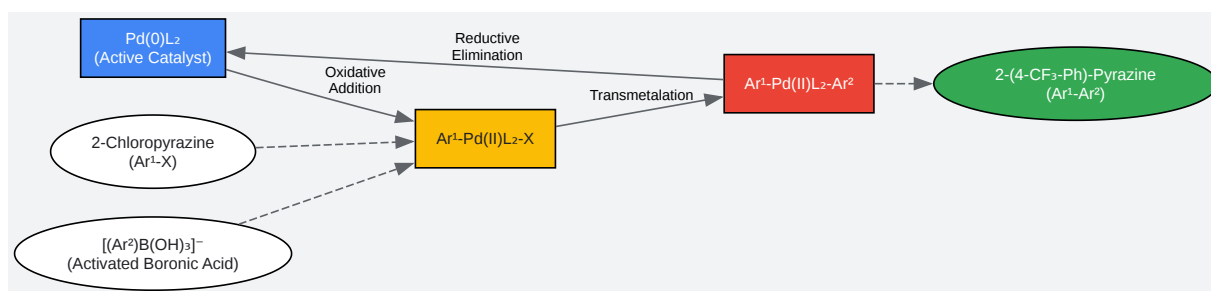 Pd(0)L₂
(Active Catalyst)
Reductive
Elimination
Oxidative
Addition
Transmetalation
Ar¹-Pd(II)L₂-Ar²
2-(4-CF₃-Ph)-Pyrazine
(Ar¹-Ar²)
2-Chloropyrazine
(Ar¹-X)
Ar¹-Pd(II)L₂-X
[(Ar²)B(OH)₃]⁻
(Activated Boronic Acid)